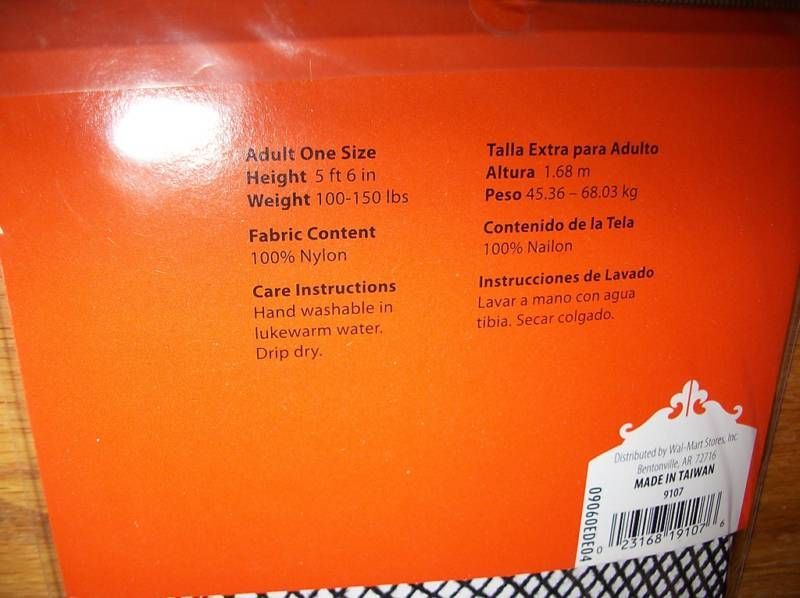 Adult One Size
Height 5 ft 6 in
Weight 100-150 lbs
Fabric Content
100% Nylon
Care Instructions
Hand washable in
lukewarm water.
Drip dry.
Talla Extra para Adulto
Altura 1.68 m
Peso 45.36 – 68.03 kg
Contenido de la Tela
100% Nailon
Instrucciones de Lavado
Lavar a mano con agua
tibia. Secar colgado.
Distributed by Wal-Mart Stores, Inc.
Bentonville, AR 72716
MADE IN TAIWAN
9107
09060EDE04
0 23168 19107 6